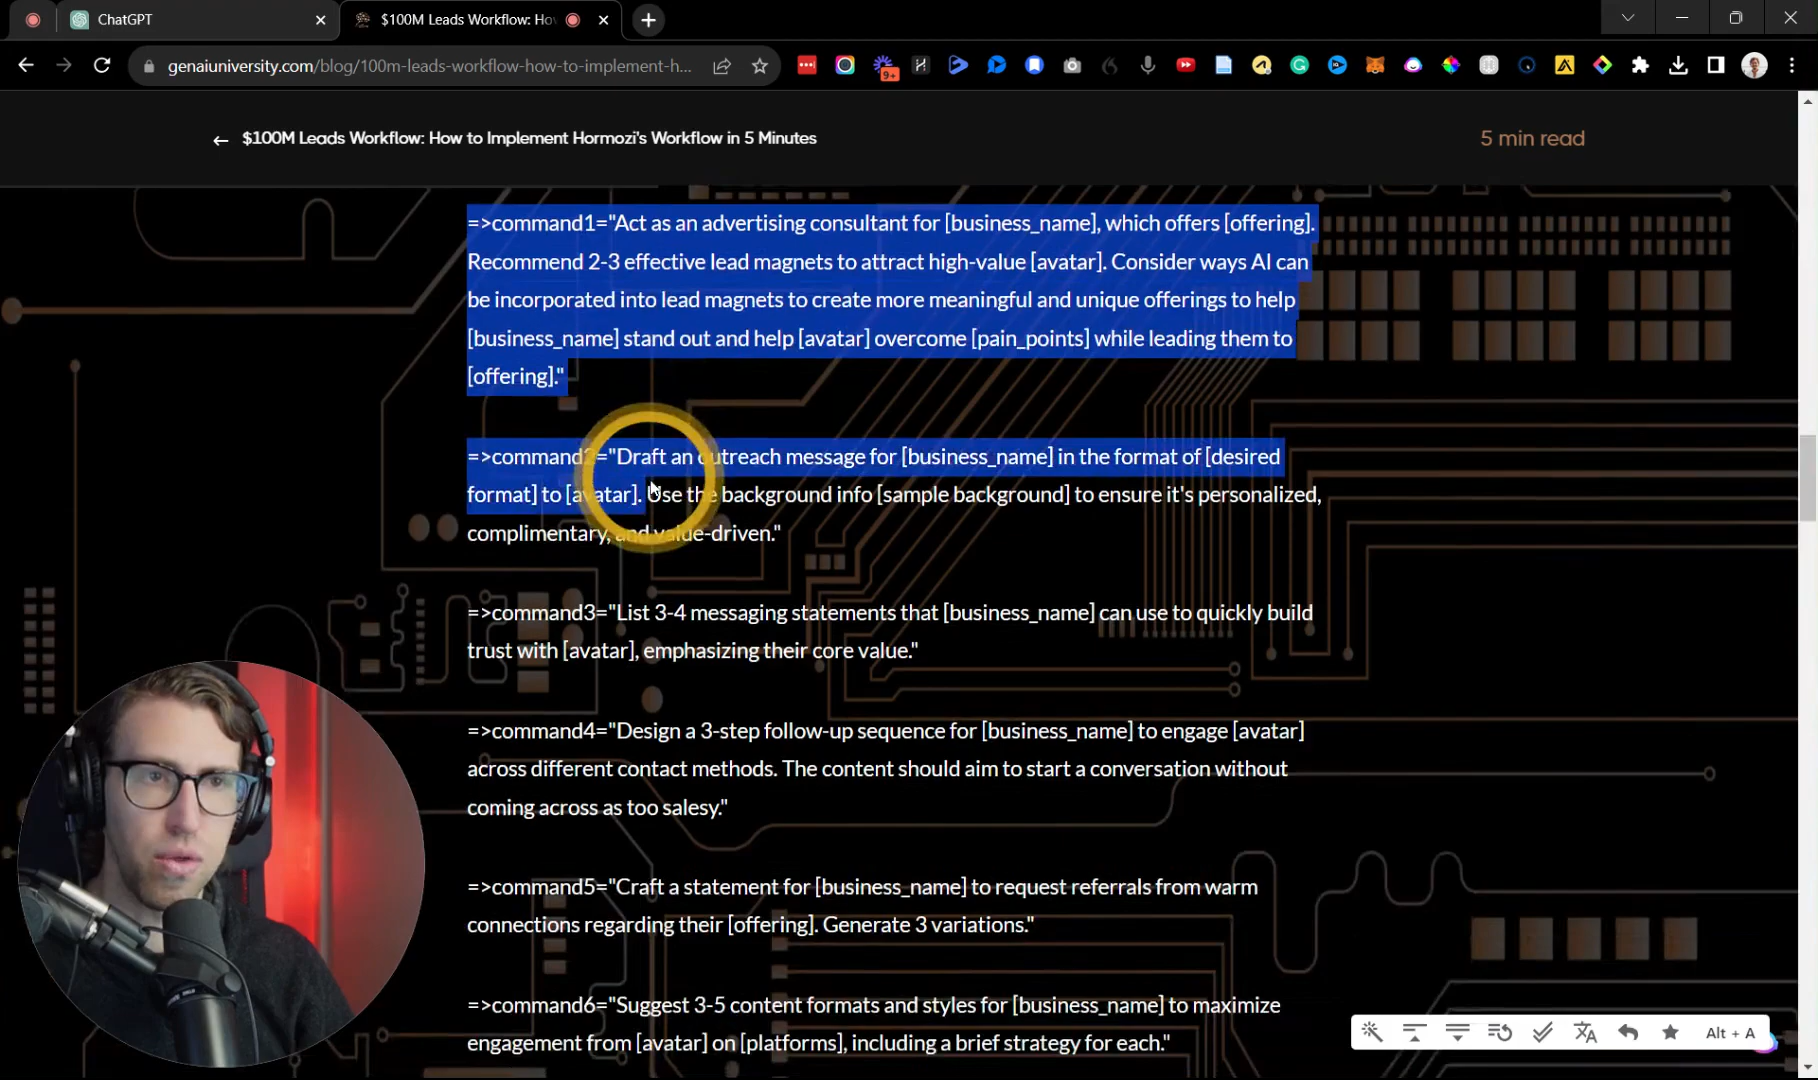 ChatGPT
$100M Leads Workflow: Ho
genaiuniversity.com/blog/100m-leads-workflow-how-to-implement-h...
9+
$100M Leads Workflow: How to Implement Hormozi's Workflow in 5 Minutes
5 min read
=>command1="Act as an advertising consultant for [business_name], which offers [offering].
Recommend 2-3 effective lead magnets to attract high-value [avatar]. Consider ways AI can
be incorporated into lead magnets to create more meaningful and unique offerings to help
[business_name] stand out and help [avatar] overcome [pain_points] while leading them to
[offering]."
=>command2="Draft an outreach message for [business_name] in the format of [desired
format] to [avatar]. Use the background info [sample background] to ensure it's personalized,
complimentary, and value-driven."
=>command3="List 3-4 messaging statements that [business_name] can use to quickly build
trust with [avatar], emphasizing their core value."
=>command4="Design a 3-step follow-up sequence for [business_name] to engage [avatar]
across different contact methods. The content should aim to start a conversation without
coming across as too salesy."
=>command5="Craft a statement for [business_name] to request referrals from warm
connections regarding their [offering]. Generate 3 variations."
=>command6="Suggest 3-5 content formats and styles for [business_name] to maximize
engagement from [avatar] on [platforms], including a brief strategy for each."
Alt + A